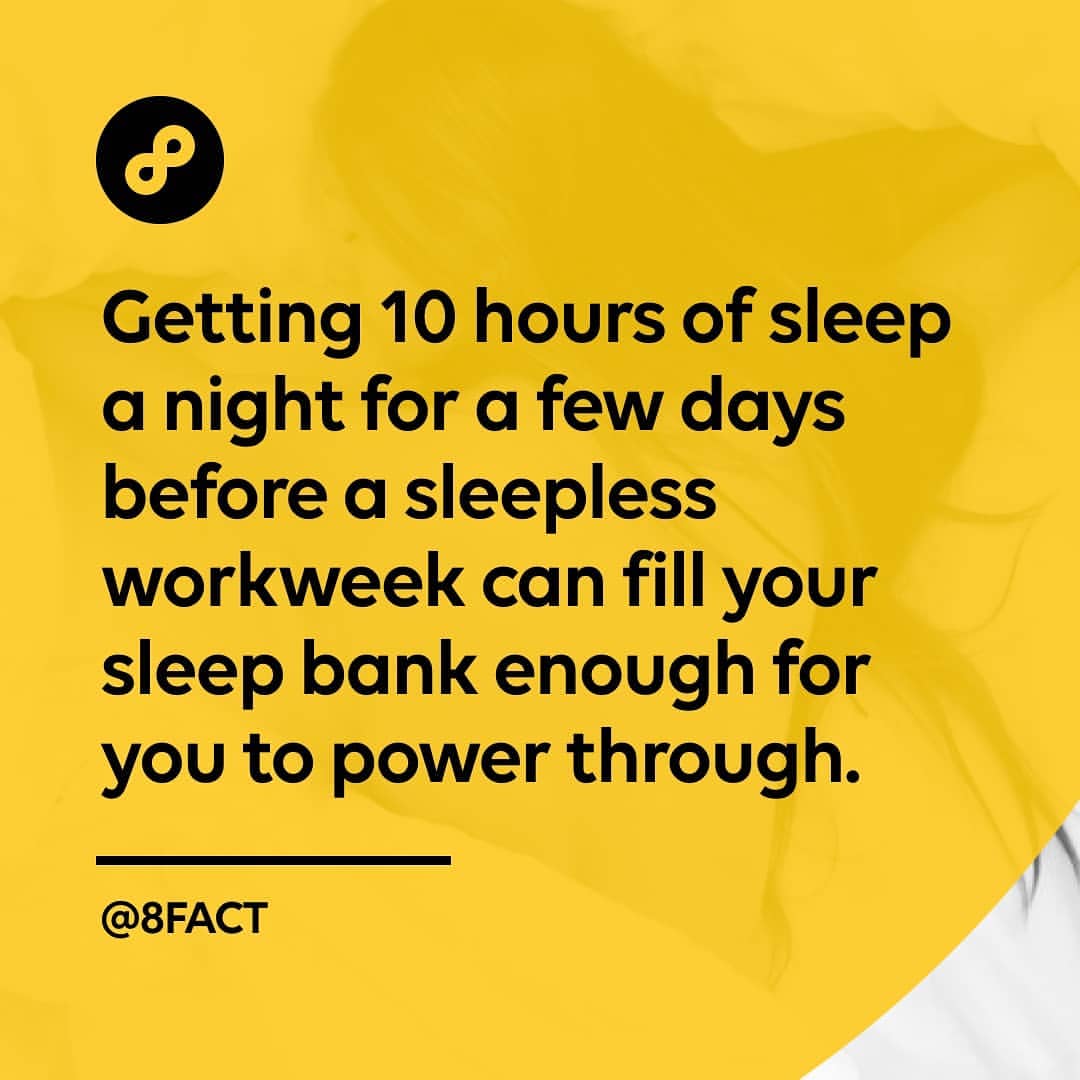 Getting 10 hours of sleep
a night for a few days
before a sleepless
workweek can fill your
sleep bank enough for
you to power through.
@8FACT